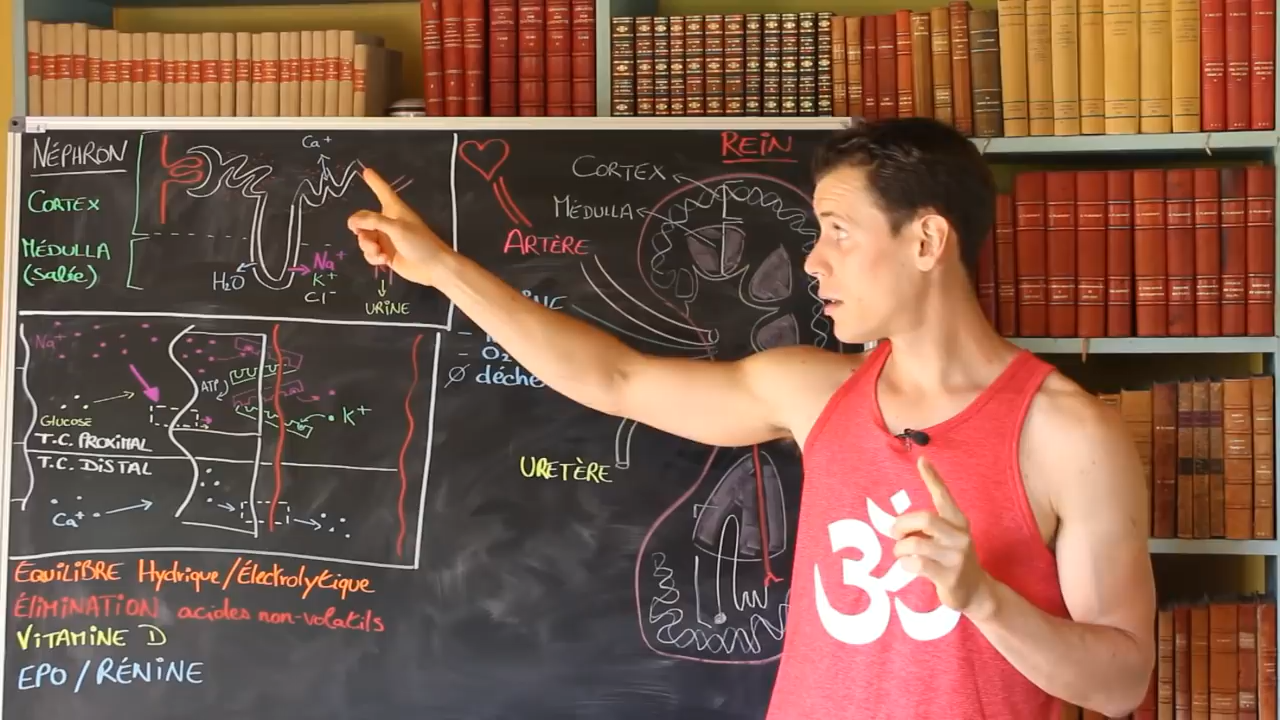 NÉPHRON
CORTEX
MÉDULLA
(Salée)
Ca+
H2O
Na+
K+
Cl-
URINE
Na+
ATP
K+
GLUCOSE
T.C. PROXIMAL
T.C. DISTAL
Ca+
REIN
CORTEX
MÉDULLA
ARTÈRE
O2
déche
URETÈRE
ÉQUILIBRE Hydrique/Électrolytique
ÉLIMINATION acides non-volatils
VITAMINE D
EPO/RÉNINE
ॐ